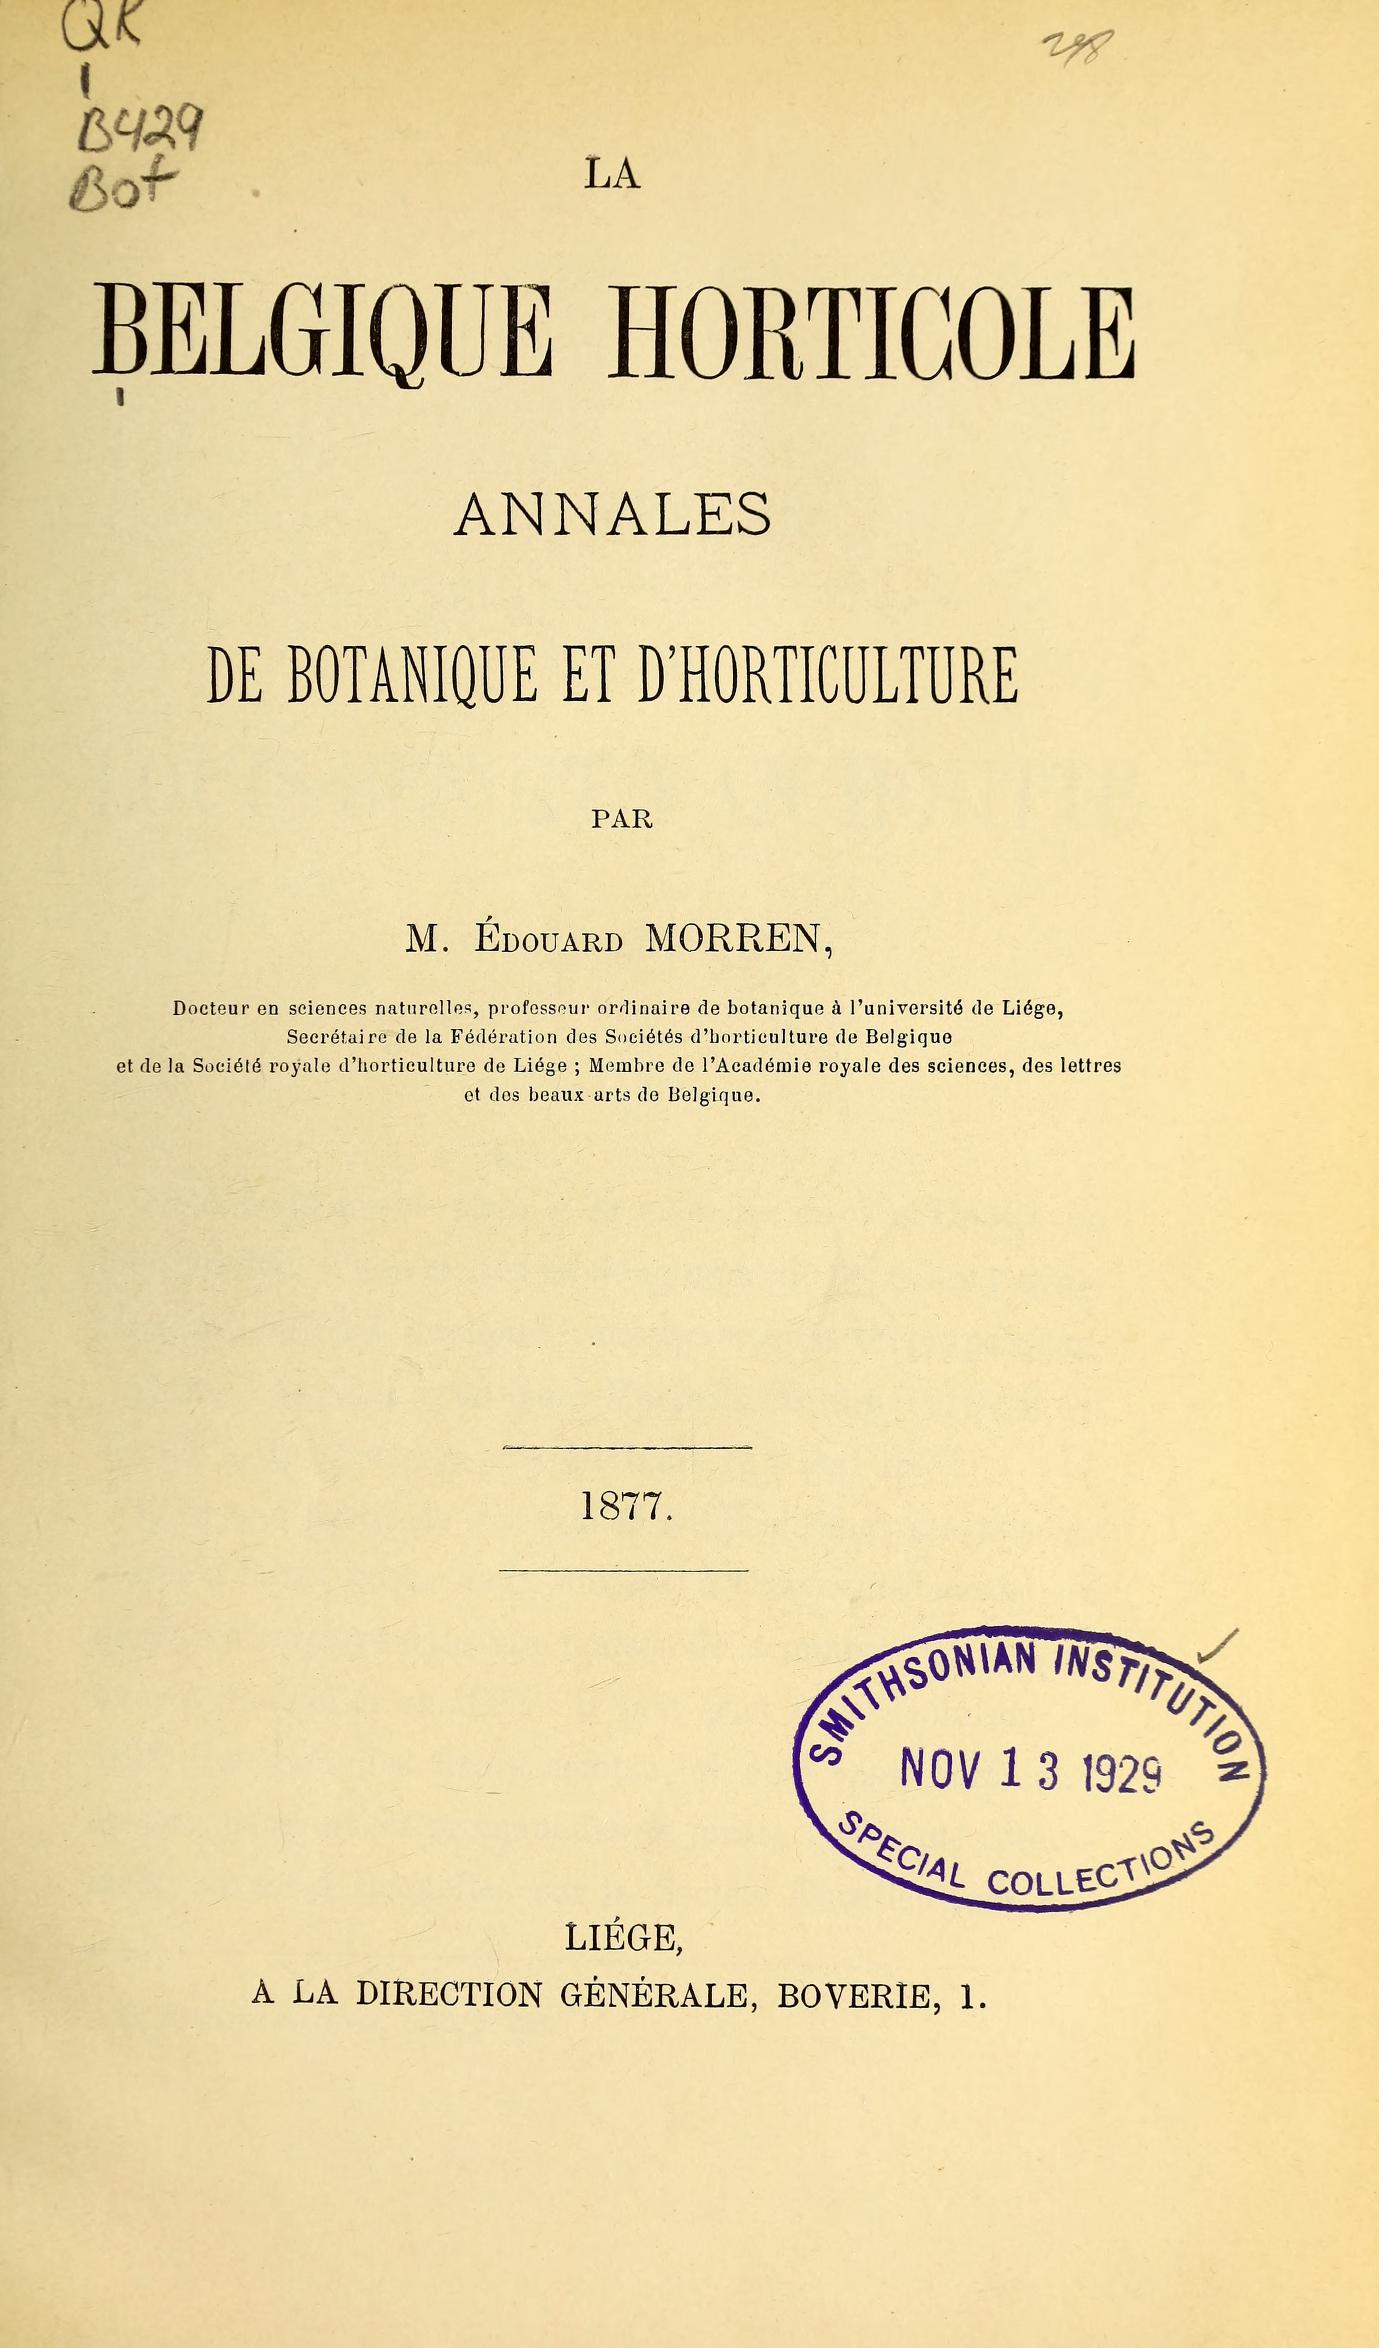 QK
1
B429
Bot
LA
BELGIQUE HORTICOLE
ANNALES
DE BOTANIQUE ET D'HORTICULTURE
PAR
M. ÉDOUARD MORREN,
Docteur en sciences naturelles, professeur ordinaire de botanique à l'université de Liége,
Secrétaire de la Fédération des Sociétés d'horticulture de Belgique
et de la Société royale d'horticulture de Liége ; Membre de l'Académie royale des sciences, des lettres
et des beaux-arts de Belgique.
1877.
SMITHSONIAN INSTITUTION
NOV 13 1929
SPECIAL COLLECTIONS
LIÉGE,
A LA DIRECTION GÉNÉRALE, BOVERIE, 1.